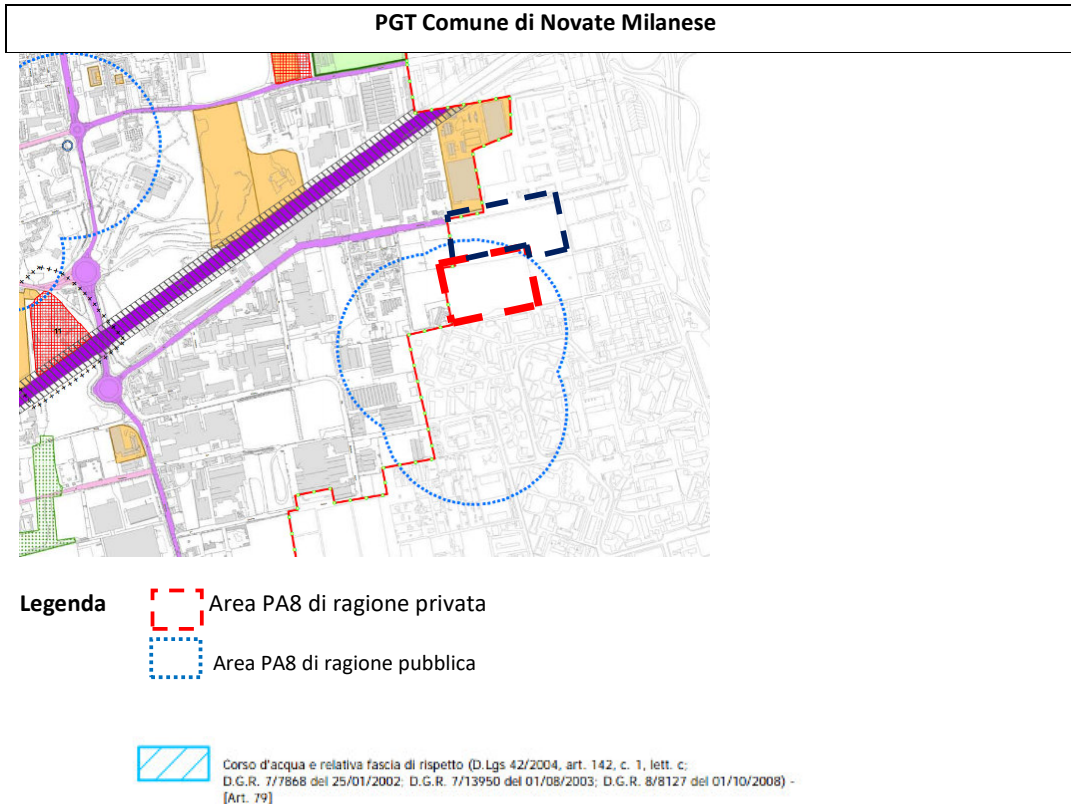 PGT Comune di Novate Milanese
11
Legenda
Area PA8 di ragione privata
Area PA8 di ragione pubblica
Corso d'acqua e relativa fascia di rispetto (D.Lgs 42/2004, art. 142, c. 1, lett. c;
D.G.R. 7/7868 del 25/01/2002; D.G.R. 7/13950 del 01/08/2003; D.G.R. 8/8127 del 01/10/2008) -
[Art. 79]